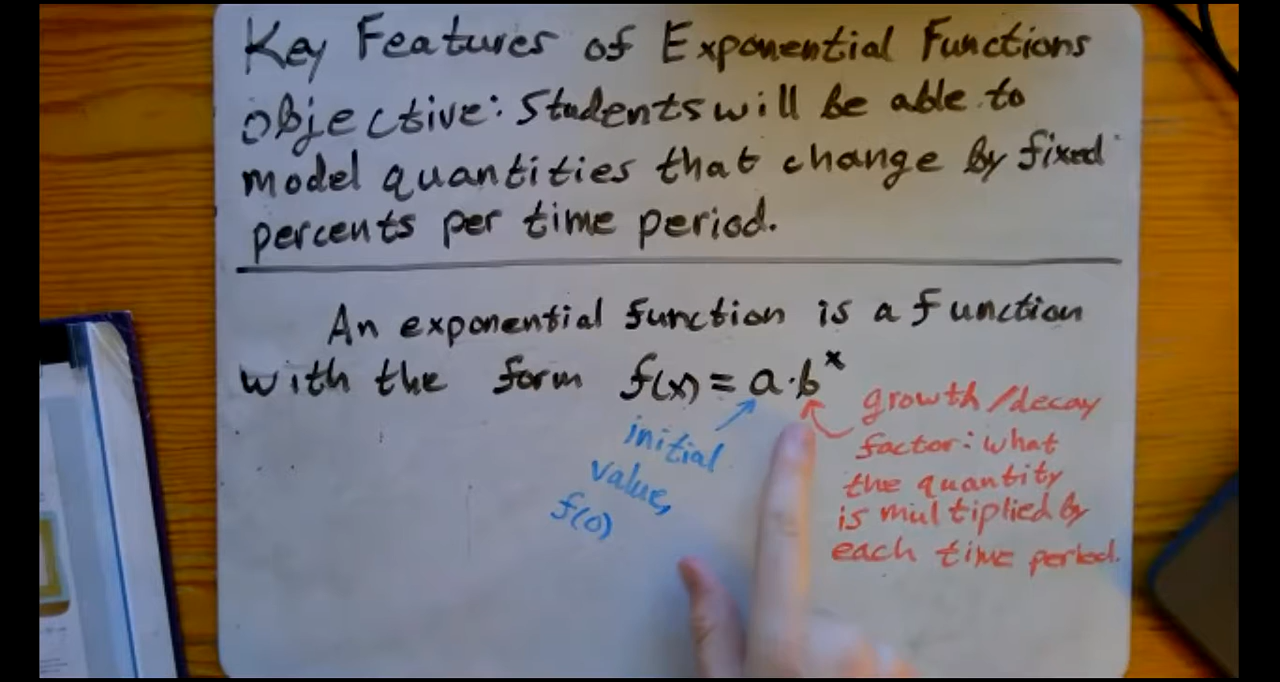 Key Features of Exponential Functions
Objective: Students will be able to
model quantities that change by fixed
percents per time period.
An exponential function is a function
with the form f(x) = a·bˣ
initial
value,
f(0)
growth/decay
factor: what
the quantity
is multiplied by
each time period.